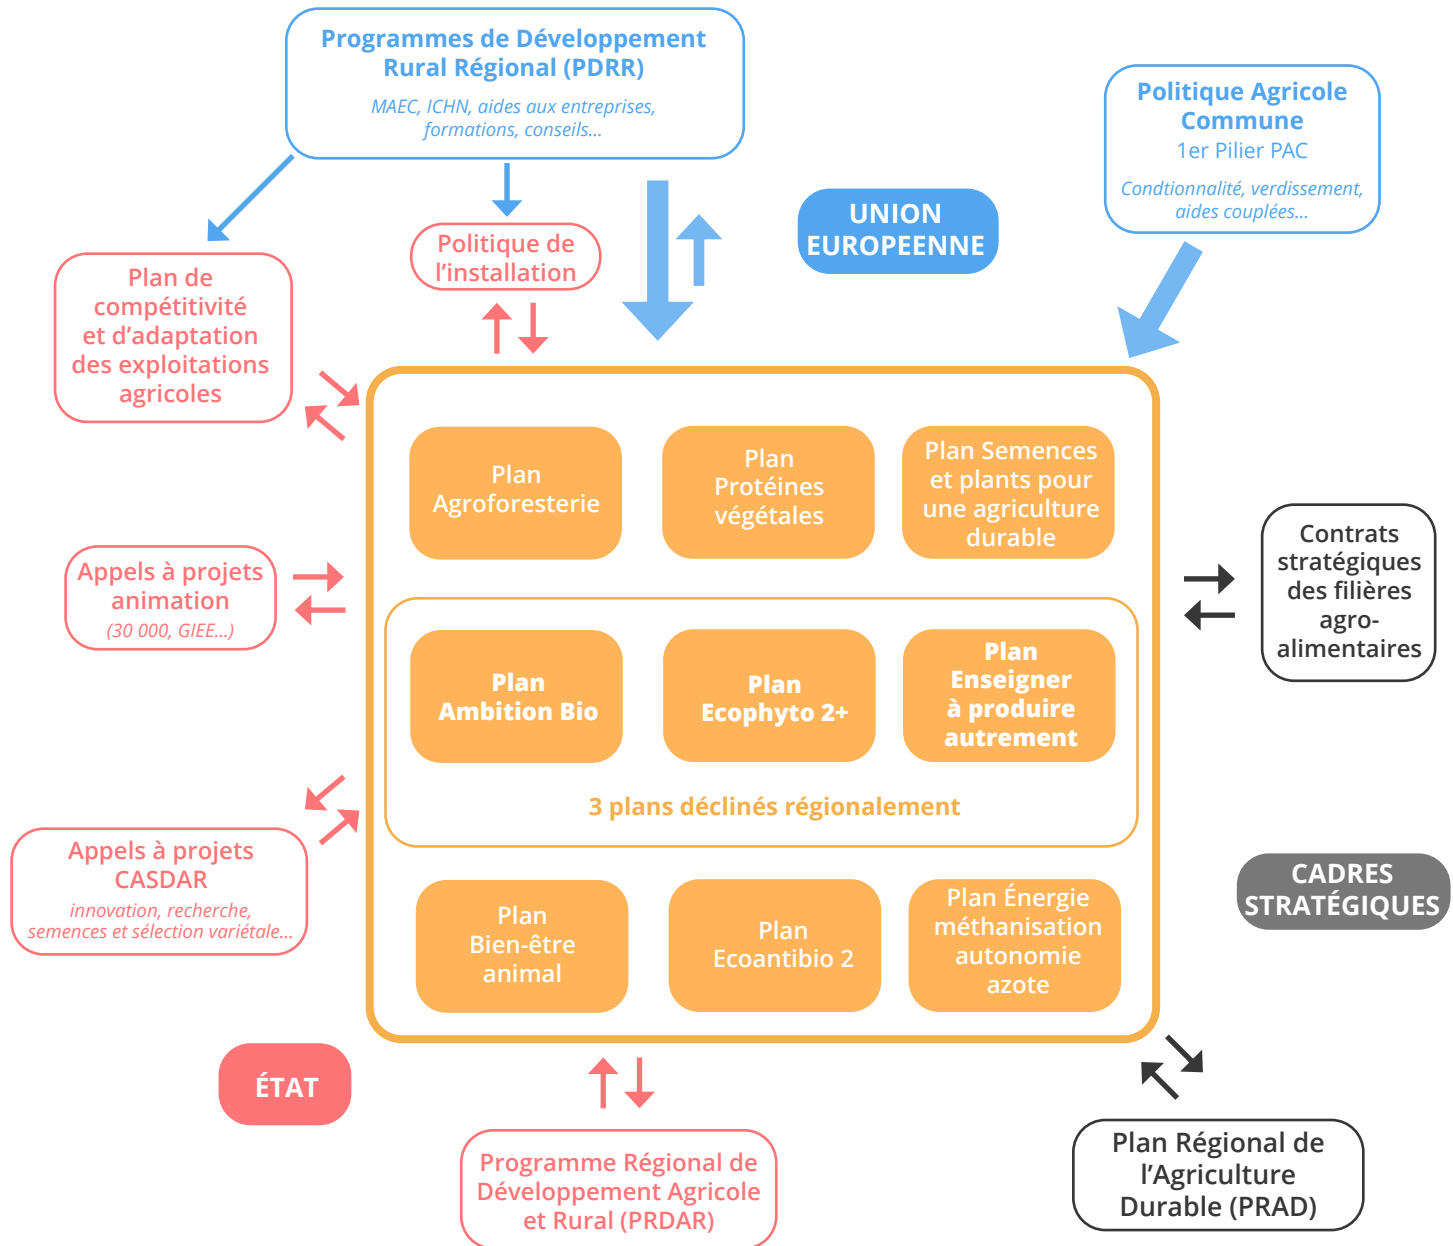 Programmes de Développement
Rural Régional (PDRR)
MAEC, ICHN, aides aux entreprises,
formations, conseils...
Politique Agricole
Commune
1er Pilier PAC
Condtionnalité, verdissement,
aides couplées...
UNION
EUROPEENNE
Politique de
l’installation
Plan de
compétitivité
et d’adaptation
des exploitations
agricoles
Plan
Agroforesterie
Plan
Protéines
végétales
Plan Semences
et plants pour
une agriculture
durable
Contrats
stratégiques
des filières
agro-
alimentaires
Appels à projets
animation
(30 000, GIEE...)
Plan
Ambition Bio
Plan
Ecophyto 2+
Plan
Enseigner
à produire
autrement
3 plans déclinés régionalement
Appels à projets
CASDAR
innovation, recherche,
semences et sélection variétale...
CADRES
STRATÉGIQUES
Plan
Bien-être
animal
Plan
Ecoantibio 2
Plan Énergie
méthanisation
autonomie
azote
ÉTAT
Programme Régional de
Développement Agricole
et Rural (PRDAR)
Plan Régional de
l’Agriculture
Durable (PRAD)